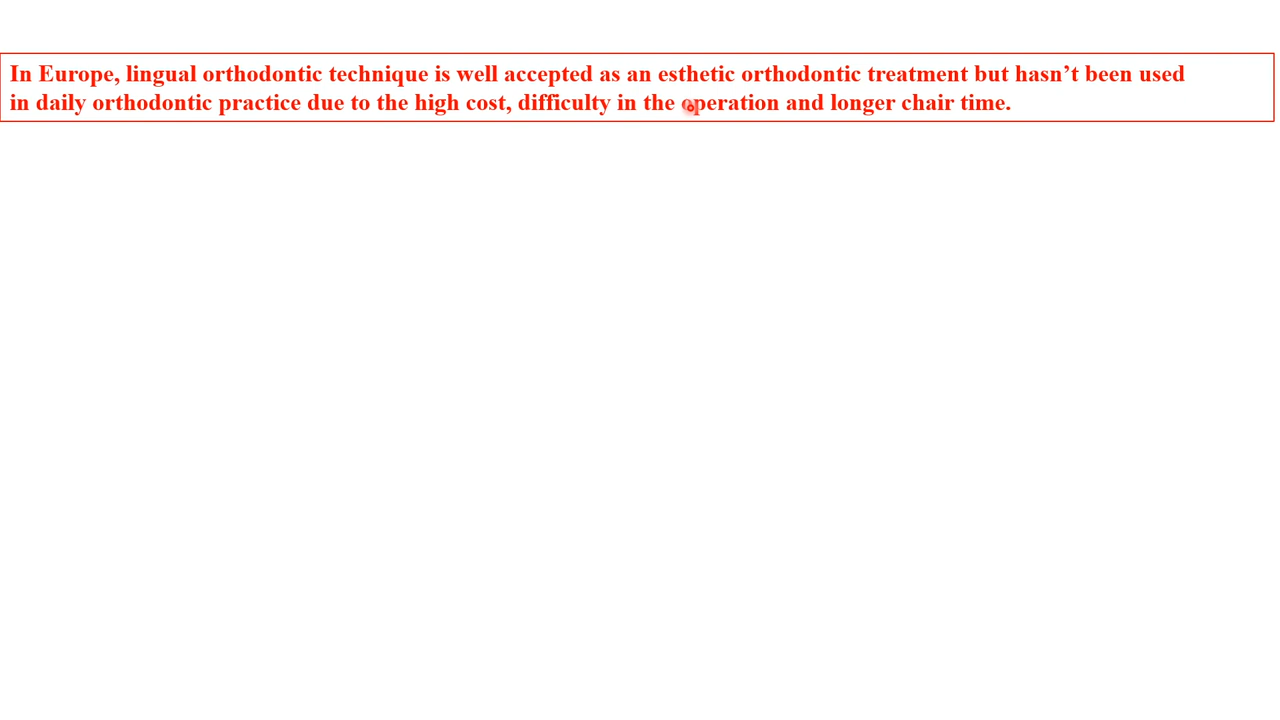 In Europe, lingual orthodontic technique is well accepted as an esthetic orthodontic treatment but hasn’t been used
in daily orthodontic practice due to the high cost, difficulty in the operation and longer chair time.